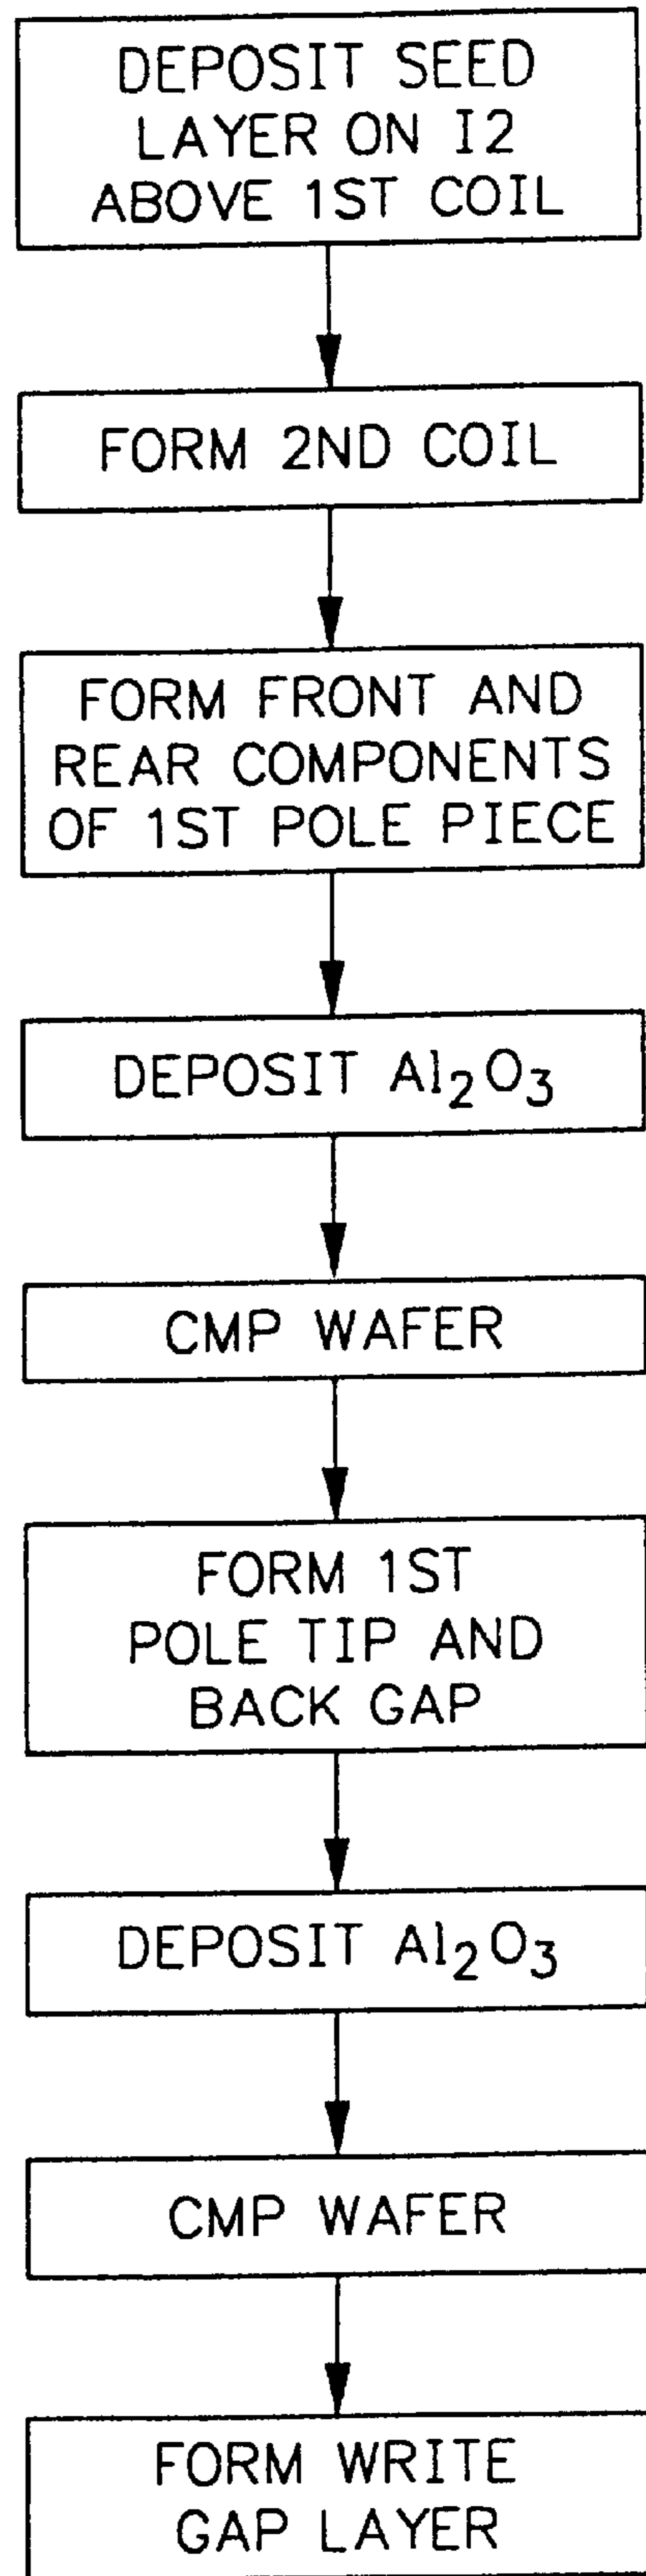 DEPOSIT SEED
LAYER ON I2
ABOVE 1ST COIL
FORM 2ND COIL
FORM FRONT AND
REAR COMPONENTS
OF 1ST POLE PIECE
DEPOSIT Al₂O₃
CMP WAFER
FORM 1ST
POLE TIP AND
BACK GAP
DEPOSIT Al₂O₃
CMP WAFER
FORM WRITE
GAP LAYER